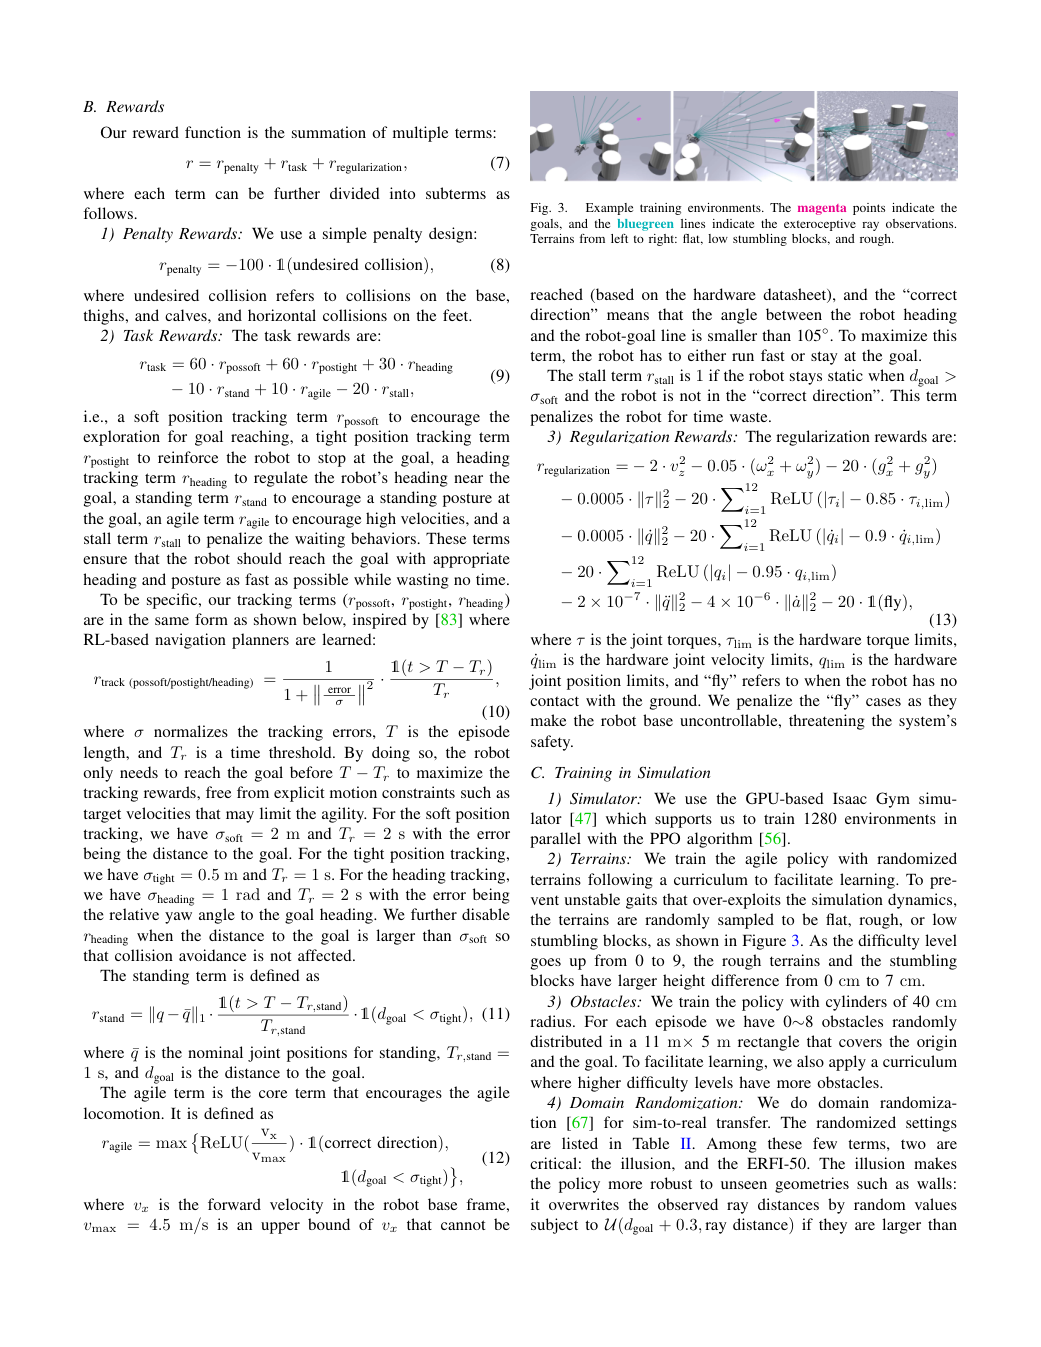 B. Rewards
Our reward function is the summation of multiple terms:
r = r_penalty + r_task + r_regularization, (7)
where each term can be further divided into subterms as
follows.
1) Penalty Rewards: We use a simple penalty design:
r_penalty = −100 · 𝟙(undesired collision), (8)
where undesired collision refers to collisions on the base,
thighs, and calves, and horizontal collisions on the feet.
2) Task Rewards: The task rewards are:
r_task = 60 · r_possoft + 60 · r_postight + 30 · r_heading
− 10 · r_stand + 10 · r_agile − 20 · r_stall, (9)
i.e., a soft position tracking term r_possoft to encourage the
exploration for goal reaching, a tight position tracking term
r_postight to reinforce the robot to stop at the goal, a heading
tracking term r_heading to regulate the robot's heading near the
goal, a standing term r_stand to encourage a standing posture at
the goal, an agile term r_agile to encourage high velocities, and a
stall term r_stall to penalize the waiting behaviors. These terms
ensure that the robot should reach the goal with appropriate
heading and posture as fast as possible while wasting no time.
To be specific, our tracking terms (r_possoft, r_postight, r_heading)
are in the same form as shown below, inspired by [83] where
RL-based navigation planners are learned:
r_track (possoft/postight/heading) = 1 / (1 + ‖error/σ‖²) · 𝟙(t > T − T_r) / T_r, (10)
where σ normalizes the tracking errors, T is the episode
length, and T_r is a time threshold. By doing so, the robot
only needs to reach the goal before T − T_r to maximize the
tracking rewards, free from explicit motion constraints such as
target velocities that may limit the agility. For the soft position
tracking, we have σ_soft = 2 m and T_r = 2 s with the error
being the distance to the goal. For the tight position tracking,
we have σ_tight = 0.5 m and T_r = 1 s. For the heading tracking,
we have σ_heading = 1 rad and T_r = 2 s with the error being
the relative yaw angle to the goal heading. We further disable
r_heading when the distance to the goal is larger than σ_soft so
that collision avoidance is not affected.
The standing term is defined as
r_stand = ‖q − q̄‖₁ · 𝟙(t > T − T_r,stand) / T_r,stand · 𝟙(d_goal < σ_tight), (11)
where q̄ is the nominal joint positions for standing, T_r,stand =
1 s, and d_goal is the distance to the goal.
The agile term is the core term that encourages the agile
locomotion. It is defined as
r_agile = max {ReLU(v_x / v_max) · 𝟙(correct direction),
𝟙(d_goal < σ_tight)}, (12)
where v_x is the forward velocity in the robot base frame,
v_max = 4.5 m/s is an upper bound of v_x that cannot be
Fig. 3. Example training environments. The magenta points indicate the
goals, and the bluegreen lines indicate the exteroceptive ray observations.
Terrains from left to right: flat, low stumbling blocks, and rough.
reached (based on the hardware datasheet), and the “correct
direction” means that the angle between the robot heading
and the robot-goal line is smaller than 105°. To maximize this
term, the robot has to either run fast or stay at the goal.
The stall term r_stall is 1 if the robot stays static when d_goal >
σ_soft and the robot is not in the “correct direction”. This term
penalizes the robot for time waste.
3) Regularization Rewards: The regularization rewards are:
r_regularization = − 2 · v_z² − 0.05 · (ω_x² + ω_y²) − 20 · (g_x² + g_y²)
− 0.0005 · ‖τ‖₂² − 20 · ∑_{i=1}^{12} ReLU (|τ_i| − 0.85 · τ_i,lim)
− 0.0005 · ‖q̇‖₂² − 20 · ∑_{i=1}^{12} ReLU (|q̇_i| − 0.9 · q̇_i,lim)
− 20 · ∑_{i=1}^{12} ReLU (|q_i| − 0.95 · q_i,lim)
− 2 × 10⁻⁷ · ‖q̈‖₂² − 4 × 10⁻⁶ · ‖ȧ‖₂² − 20 · 𝟙(fly),
(13)
where τ is the joint torques, τ_lim is the hardware torque limits,
q̇_lim is the hardware joint velocity limits, q_lim is the hardware
joint position limits, and “fly” refers to when the robot has no
contact with the ground. We penalize the “fly” cases as they
make the robot base uncontrollable, threatening the system's
safety.
C. Training in Simulation
1) Simulator: We use the GPU-based Isaac Gym simu-
lator [47] which supports us to train 1280 environments in
parallel with the PPO algorithm [56].
2) Terrains: We train the agile policy with randomized
terrains following a curriculum to facilitate learning. To pre-
vent unstable gaits that over-exploits the simulation dynamics,
the terrains are randomly sampled to be flat, rough, or low
stumbling blocks, as shown in Figure 3. As the difficulty level
goes up from 0 to 9, the rough terrains and the stumbling
blocks have larger height difference from 0 cm to 7 cm.
3) Obstacles: We train the policy with cylinders of 40 cm
radius. For each episode we have 0∼8 obstacles randomly
distributed in a 11 m× 5 m rectangle that covers the origin
and the goal. To facilitate learning, we also apply a curriculum
where higher difficulty levels have more obstacles.
4) Domain Randomization: We do domain randomiza-
tion [67] for sim-to-real transfer. The randomized settings
are listed in Table II. Among these few terms, two are
critical: the illusion, and the ERFI-50. The illusion makes
the policy more robust to unseen geometries such as walls:
it overwrites the observed ray distances by random values
subject to 𝒰(d_goal + 0.3, ray distance) if they are larger than